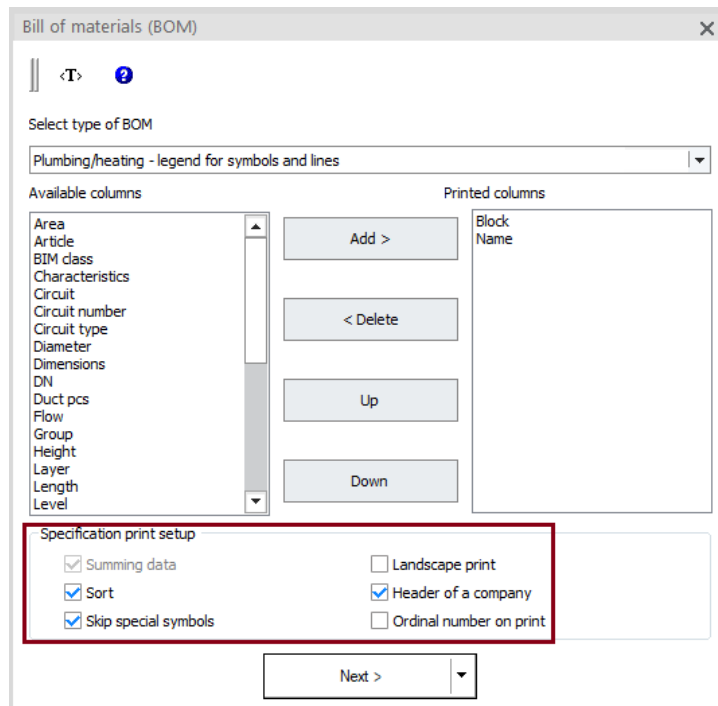 Bill of materials (BOM)
<T>
?
Select type of BOM
Plumbing/heating - legend for symbols and lines
Available columns
Printed columns
Area
Article
BIM class
Characteristics
Circuit
Circuit number
Circuit type
Diameter
Dimensions
DN
Duct pcs
Flow
Group
Height
Layer
Length
Level
Add >
< Delete
Up
Down
Block
Name
Specification print setup
Summing data
Landscape print
Sort
Header of a company
Skip special symbols
Ordinal number on print
Next >